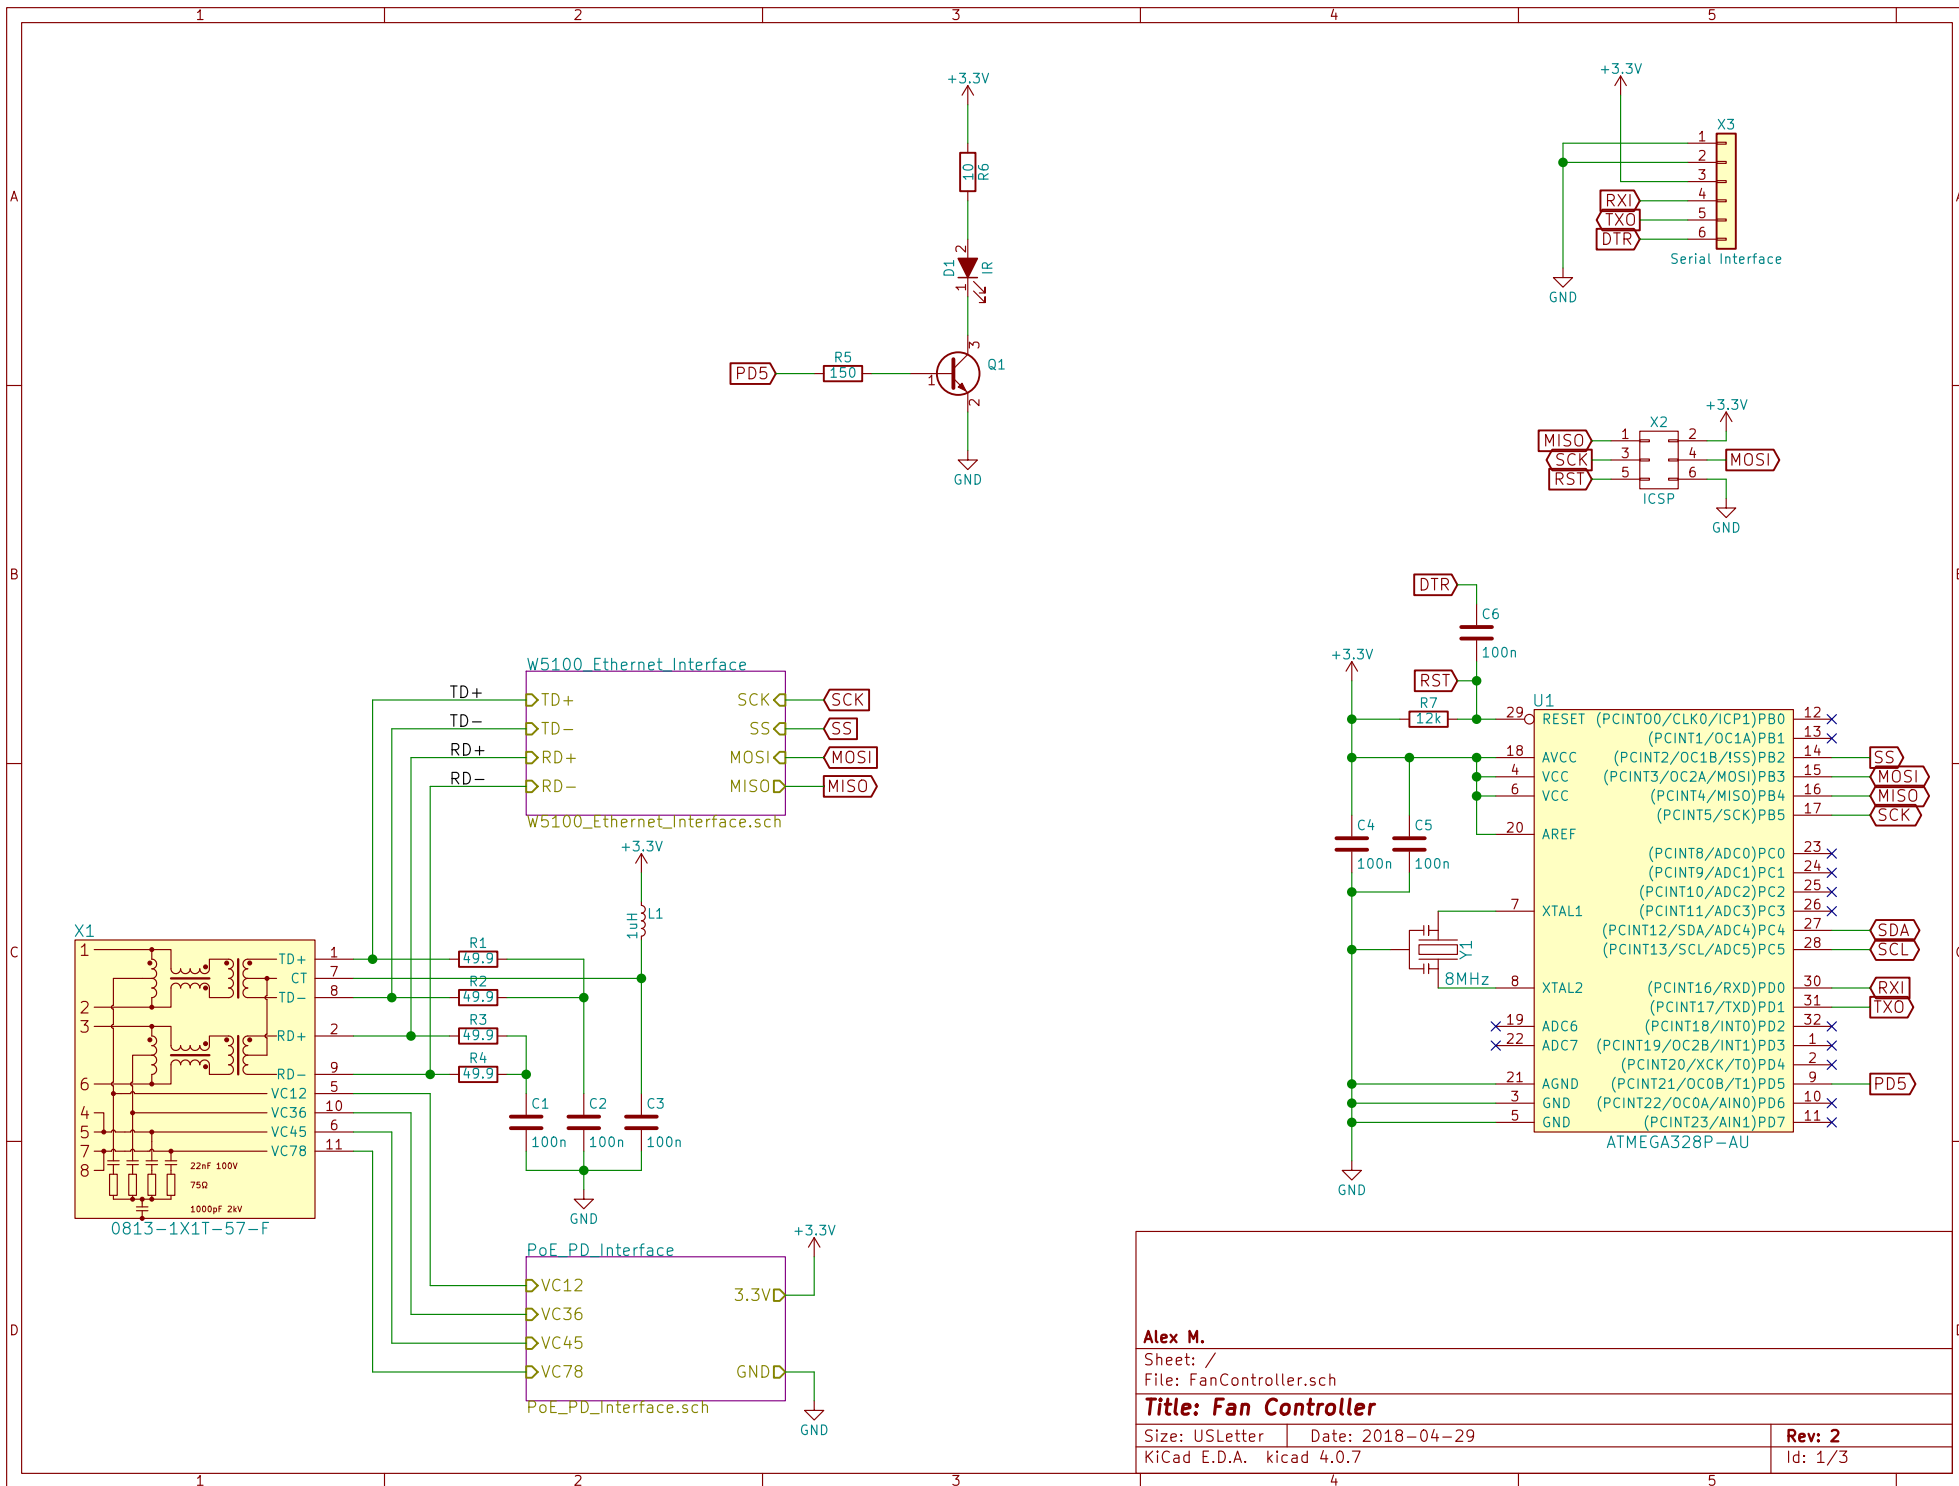 1 2 3 4 5
A
B
C
D
+3.3V
10
R6
2
D1
IR
1
3
Q1
PD5
R5
150
1
2
GND
+3.3V
X3
1
2
3
RXI 4
TXO 5
DTR 6
Serial Interface
GND
+3.3V
X2
MISO 1 2
SCK 3 4 MOSI
RST 5 6
ICSP
GND
W5100_Ethernet_Interface
TD+ TD+ SCK SCK
TD- TD- SS SS
RD+ RD+ MOSI MOSI
RD- RD- MISO MISO
W5100_Ethernet_Interface.sch
+3.3V
1uH
L1
X1
1
2
3
6
4
5
7
8
TD+ 1
CT 7
TD- 8
RD+ 2
RD- 9
VC12 5
VC36 10
VC45 6
VC78 11
22nF 100V
75Ω
1000pF 2kV
0813-1X1T-57-F
R1
49.9
R2
49.9
R3
49.9
R4
49.9
C1
100n
C2
100n
C3
100n
GND
PoE_PD_Interface
VC12
VC36
VC45
VC78
3.3V
GND
PoE_PD_Interface.sch
+3.3V
GND
DTR
C6
100n
+3.3V
RST
R7
12k
C4
100n
C5
100n
Y1
8MHz
GND
U1
29 RESET (PCINTO0/CLK0/ICP1)PB0 12
(PCINT1/OC1A)PB1 13
18 AVCC (PCINT2/OC1B/!SS)PB2 14 SS
4 VCC (PCINT3/OC2A/MOSI)PB3 15 MOSI
6 VCC (PCINT4/MISO)PB4 16 MISO
(PCINT5/SCK)PB5 17 SCK
20 AREF
(PCINT8/ADC0)PC0 23
(PCINT9/ADC1)PC1 24
(PCINT10/ADC2)PC2 25
7 XTAL1 (PCINT11/ADC3)PC3 26
(PCINT12/SDA/ADC4)PC4 27 SDA
(PCINT13/SCL/ADC5)PC5 28 SCL
8 XTAL2 (PCINT16/RXD)PD0 30 RXI
(PCINT17/TXD)PD1 31 TXO
19 ADC6 (PCINT18/INT0)PD2 32
22 ADC7 (PCINT19/OC2B/INT1)PD3 1
(PCINT20/XCK/T0)PD4 2
21 AGND (PCINT21/OC0B/T1)PD5 9 PD5
3 GND (PCINT22/OC0A/AIN0)PD6 10
5 GND (PCINT23/AIN1)PD7 11
ATMEGA328P-AU
Alex M.
Sheet: /
File: FanController.sch
Title: Fan Controller
Size: USLetter Date: 2018-04-29 Rev: 2
KiCad E.D.A. kicad 4.0.7 Id: 1/3
1 2 3 4 5